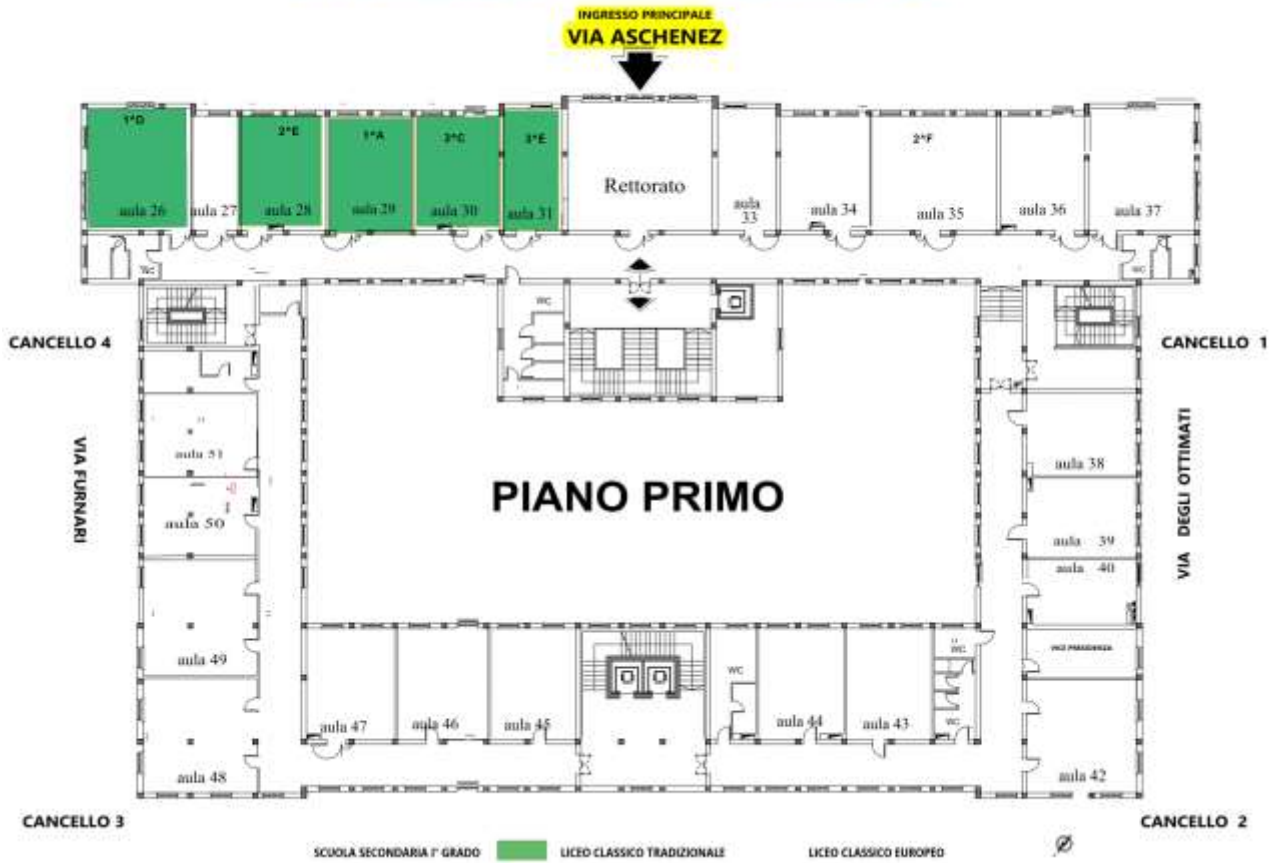 INGRESSO PRINCIPALE
VIA ASCHENEZ
1^D
2^E
1^A
3^C
3^E
2^F
aula 26
aula 27
aula 28
aula 29
aula 30
aula 31
Rettorato
aula
33
aula 34
aula 35
aula 36
aula 37
WC
WC
WC
CANCELLO 4
CANCELLO 1
VIA FURNARI
VIA DEGLI OTTIMATI
aula 51
aula 50
aula 49
aula 48
PIANO PRIMO
aula 38
aula 39
aula 40
VICE PRESIDENZA
aula 42
aula 47
aula 46
aula 45
WC
aula 44
aula 43
WC
WC
CANCELLO 3
CANCELLO 2
SCUOLA SECONDARIA I° GRADO
LICEO CLASSICO TRADIZIONALE
LICEO CLASSICO EUROPEO